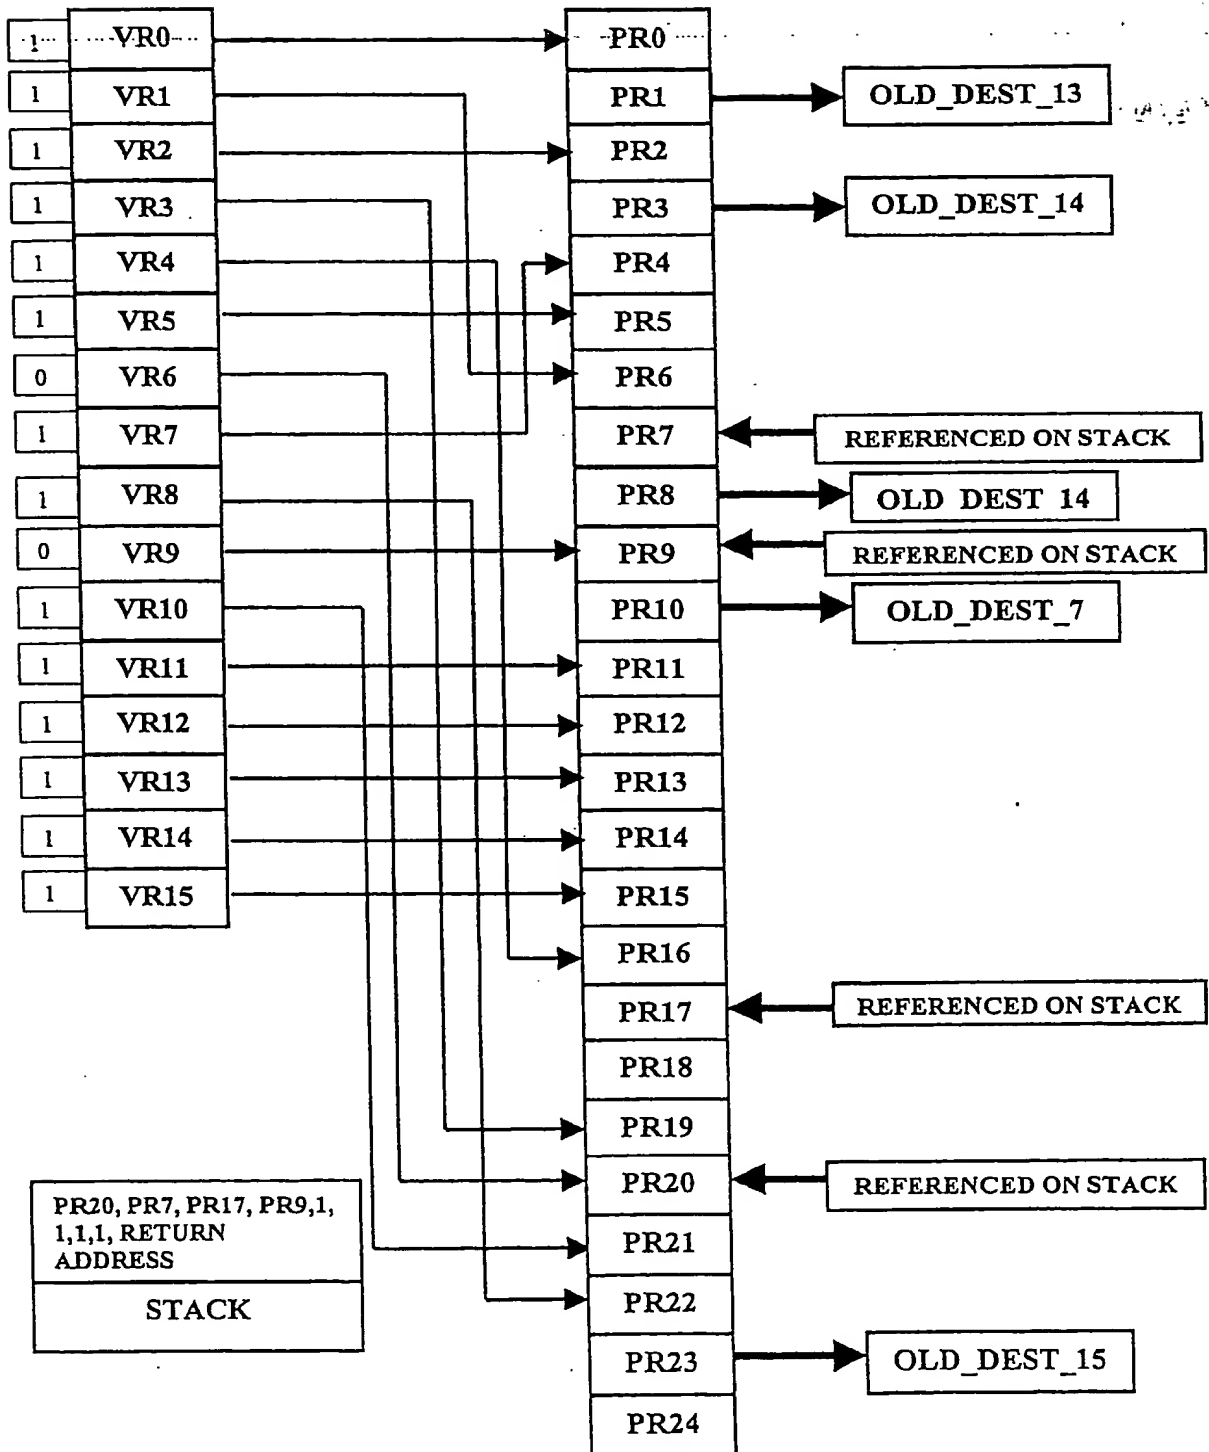 1 VR0 PR0
1 VR1 PR1 OLD_DEST_13
1 VR2 PR2
1 VR3 PR3 OLD_DEST_14
1 VR4 PR4
1 VR5 PR5
0 VR6 PR6
1 VR7 PR7 REFERENCED ON STACK
1 VR8 PR8 OLD DEST 14
0 VR9 PR9 REFERENCED ON STACK
1 VR10 PR10 OLD_DEST_7
1 VR11 PR11
1 VR12 PR12
1 VR13 PR13
1 VR14 PR14
1 VR15 PR15
PR16
PR17 REFERENCED ON STACK
PR18
PR19
PR20 REFERENCED ON STACK
PR21
PR22
PR23 OLD_DEST_15
PR24
PR20, PR7, PR17, PR9,1,
1,1,1, RETURN
ADDRESS
STACK